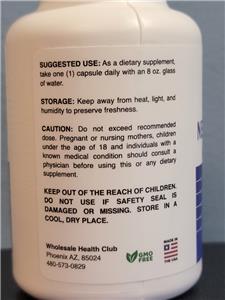 SUGGESTED USE: As a dietary supplement,
take one (1) capsule daily with an 8 oz. glass
of water.
STORAGE: Keep away from heat, light, and
humidity to preserve freshness.
CAUTION: Do not exceed recommended
dose. Pregnant or nursing mothers, children
under the age of 18 and individuals with a
known medical condition should consult a
physician before using this or any dietary
supplement.
KEEP OUT OF THE REACH OF CHILDREN.
DO NOT USE IF SAFETY SEAL IS
DAMAGED OR MISSING. STORE IN A
COOL, DRY PLACE.
Wholesale Health Club
Phoenix AZ, 85024
480-573-0829
GMO
FREE
MADE IN
THE USA